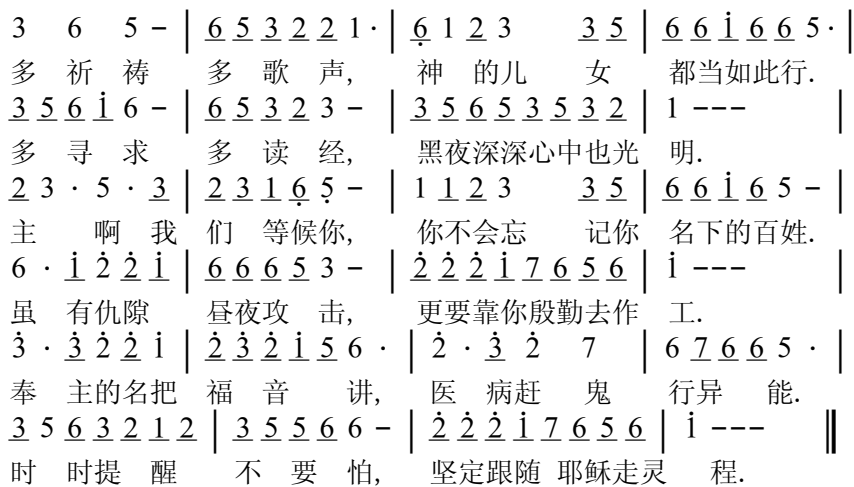 3 6 5 – | 6 5 3 2 2 1 · | 6̣ 1 2 3 3 5 | 6 6 i̇ 6 6 5 · |
多 祈 祷 多 歌 声, 神 的儿 女 都当如此行.
3 5 6 i̇ 6 – | 6 5 3 2 3 – | 3 5 6 5 3 5 3 2 | 1 – – – |
多 寻 求 多 读 经, 黑夜深深心中也光 明.
2 3 · 5 · 3 | 2 3 1 6̣ 5̣ – | 1 1 2 3 3 5 | 6 6 i̇ 6 5 – |
主 啊 我 们 等候你, 你不会忘 记你 名下的百姓.
6 · i̇ 2̇ 2̇ i̇ | 6 6 6 5 3 – | 2̇ 2̇ 2̇ i̇ 7 6 5 6 | i̇ – – – |
虽 有仇隙 昼夜攻 击, 更要靠你殷勤去作 工.
3̇ · 3̇ 2̇ 2̇ i̇ | 2̇ 3̇ 2̇ i̇ 5 6 · | 2̇ · 3̇ 2̇ 7 | 6 7 6 6 5 · |
奉 主的名把 福 音 讲, 医 病赶 鬼 行异 能.
3 5 6 3 2 1 2 | 3 5 5 6 6 – | 2̇ 2̇ 2̇ i̇ 7 6 5 6 | i̇ – – – ‖
时 时提 醒 不 要 怕, 坚定跟随 耶稣走灵 程.